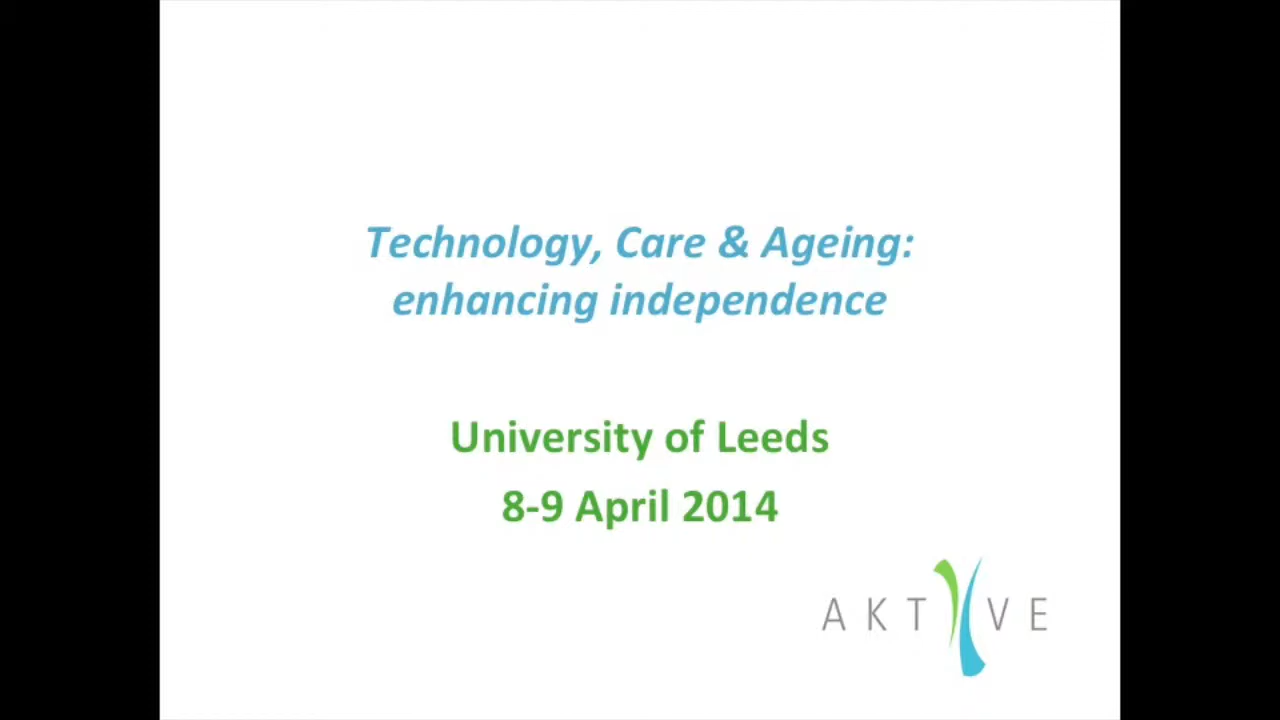 Technology, Care & Ageing:
enhancing independence
University of Leeds
8-9 April 2014
AKTIVE